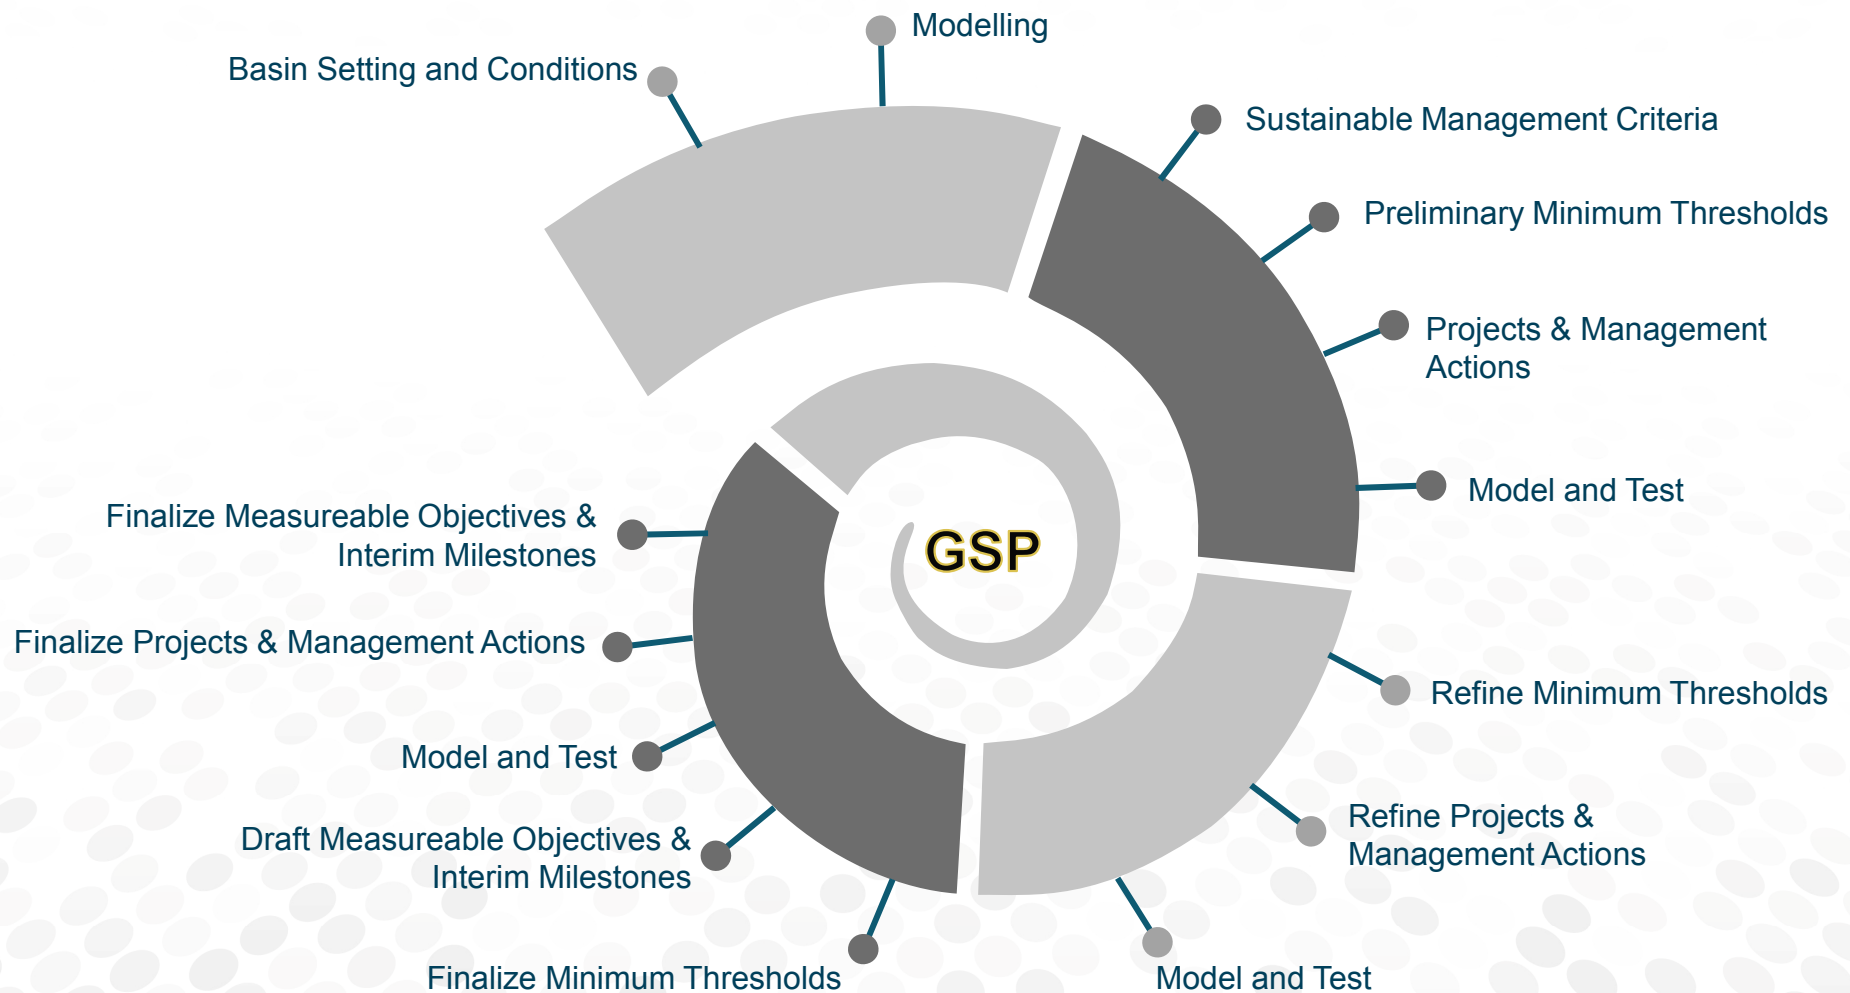 Basin Setting and Conditions
Modelling
Sustainable Management Criteria
Preliminary Minimum Thresholds
Projects & Management
Actions
Model and Test
Refine Minimum Thresholds
Refine Projects &
Management Actions
Model and Test
Finalize Minimum Thresholds
Draft Measureable Objectives &
Interim Milestones
Model and Test
Finalize Projects & Management Actions
Finalize Measureable Objectives &
Interim Milestones
GSP